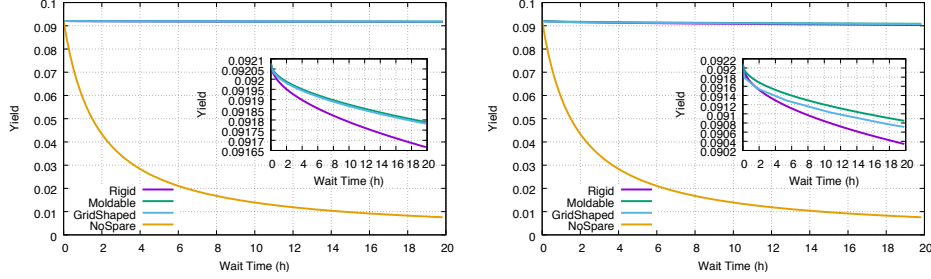 0.1
0.09
0.08
0.07
0.06
0.05
0.04
0.03
0.02
0.01
0
Yield
0 2 4 6 8 10 12 14 16 18 20
Wait Time (h)
Rigid
Moldable
GridShaped
NoSpare
0.0921
0.09205
0.092
0.09195
0.0919
0.09185
0.0918
0.09175
0.0917
0.09165
Yield
0 2 4 6 8 10 12 14 16 18 20
Wait Time (h)
0.1
0.09
0.08
0.07
0.06
0.05
0.04
0.03
0.02
0.01
0
Yield
0 2 4 6 8 10 12 14 16 18 20
Wait Time (h)
Rigid
Moldable
GridShaped
NoSpare
0.0922
0.092
0.0918
0.0916
0.0914
0.0912
0.091
0.0908
0.0906
0.0904
0.0902
Yield
0 2 4 6 8 10 12 14 16 18 20
Wait Time (h)